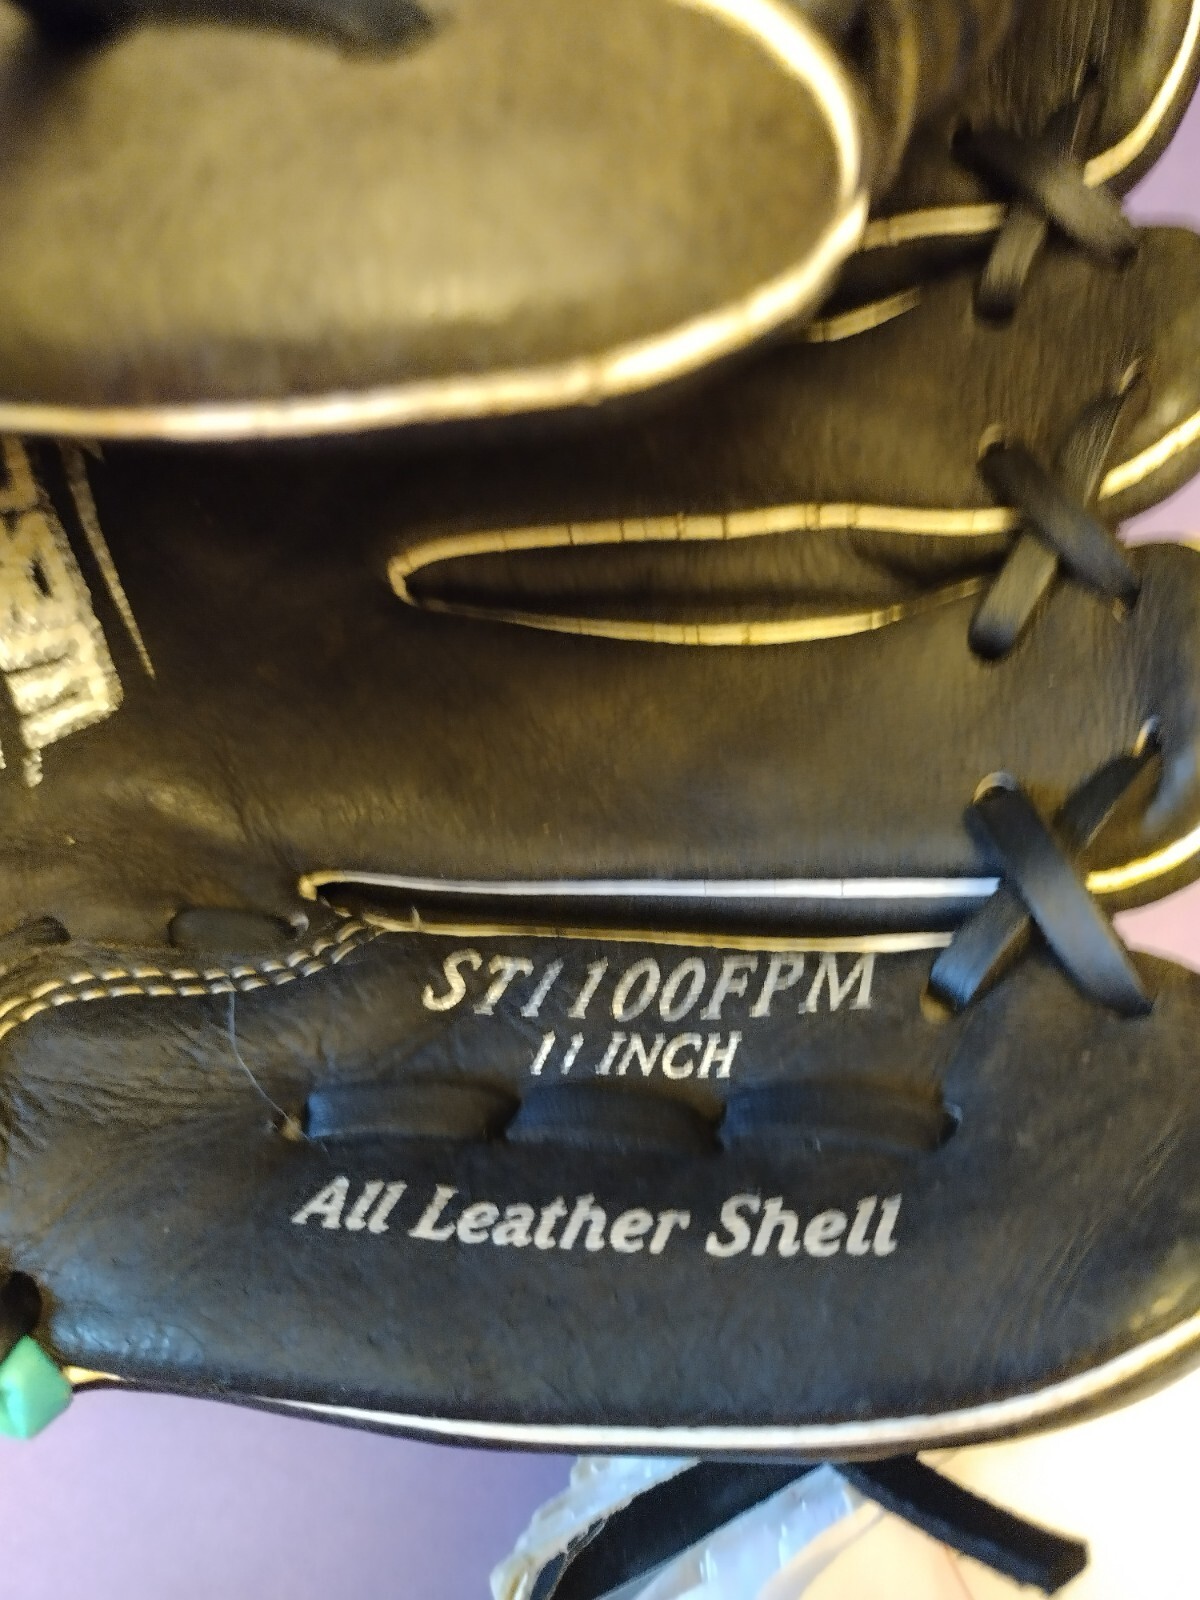 ST1100FPM
11 INCH
All Leather Shell